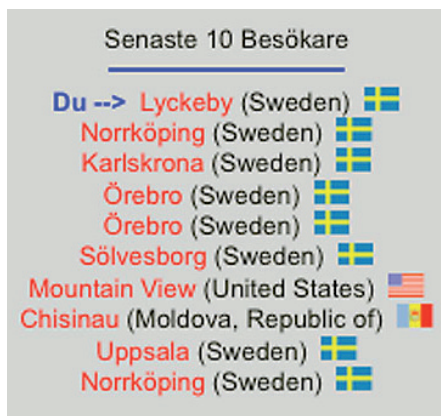 Senaste 10 Besökare
Du --> Lyckeby (Sweden)
Norrköping (Sweden)
Karlskrona (Sweden)
Örebro (Sweden)
Örebro (Sweden)
Sölvesborg (Sweden)
Mountain View (United States)
Chisinau (Moldova, Republic of)
Uppsala (Sweden)
Norrköping (Sweden)